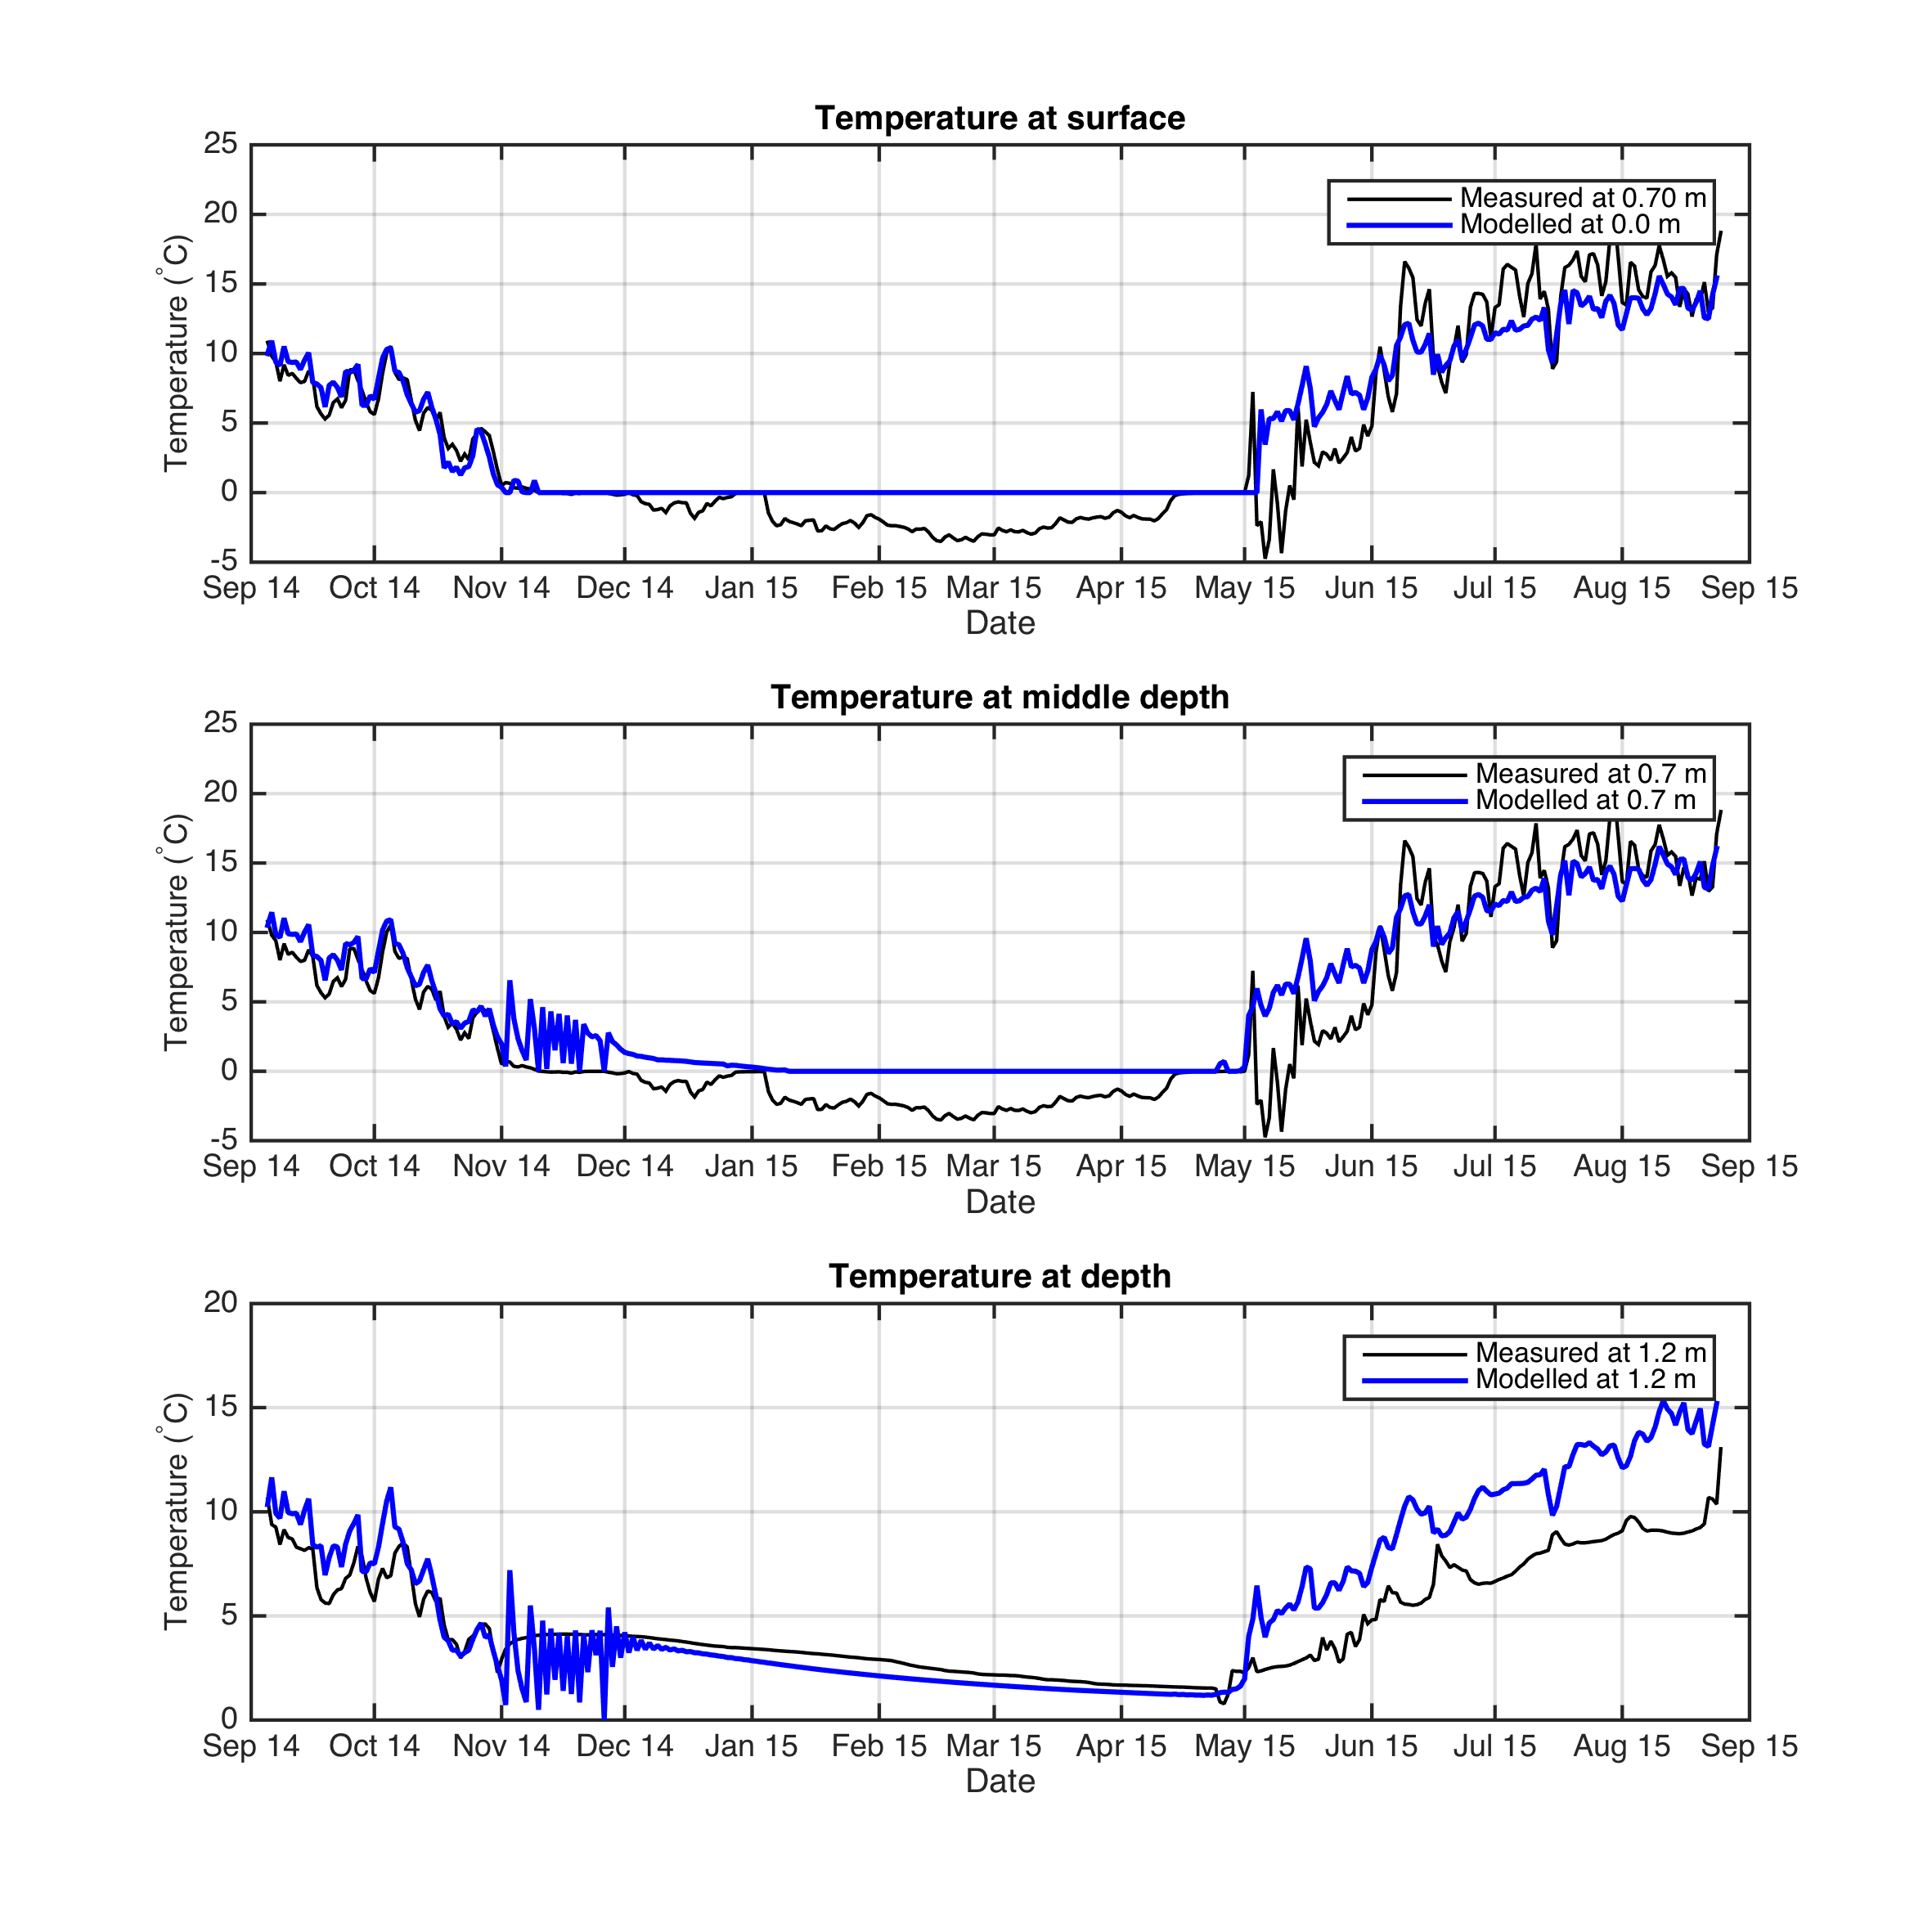 Temperature at surface
25
20
15
10
5
0
-5
Temperature (°C)
Measured at 0.70 m
Modelled at 0.0 m
Sep 14 Oct 14 Nov 14 Dec 14 Jan 15 Feb 15 Mar 15 Apr 15 May 15 Jun 15 Jul 15 Aug 15 Sep 15
Date
Temperature at middle depth
25
20
15
10
5
0
-5
Temperature (°C)
Measured at 0.7 m
Modelled at 0.7 m
Sep 14 Oct 14 Nov 14 Dec 14 Jan 15 Feb 15 Mar 15 Apr 15 May 15 Jun 15 Jul 15 Aug 15 Sep 15
Date
Temperature at depth
20
15
10
5
0
Temperature (°C)
Measured at 1.2 m
Modelled at 1.2 m
Sep 14 Oct 14 Nov 14 Dec 14 Jan 15 Feb 15 Mar 15 Apr 15 May 15 Jun 15 Jul 15 Aug 15 Sep 15
Date